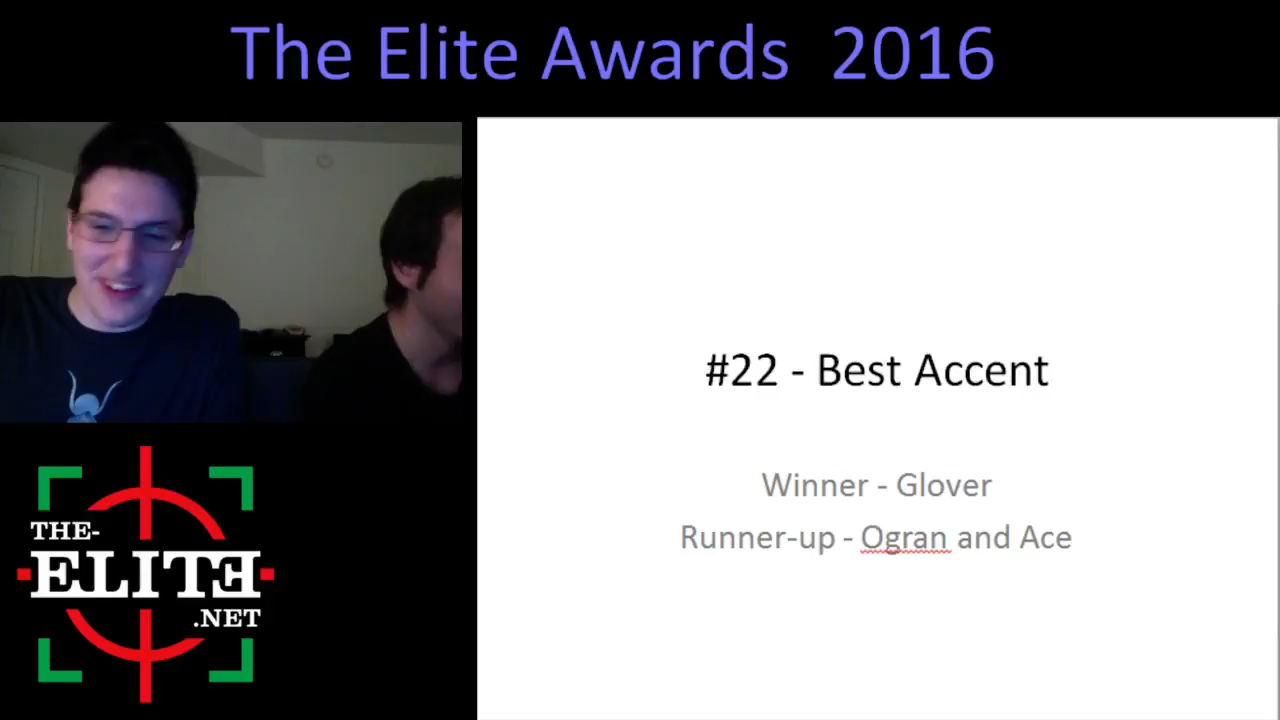 The Elite Awards 2016
#22 - Best Accent
Winner - Glover
Runner-up - Ogran and Ace
THE-
ELITE
.NET